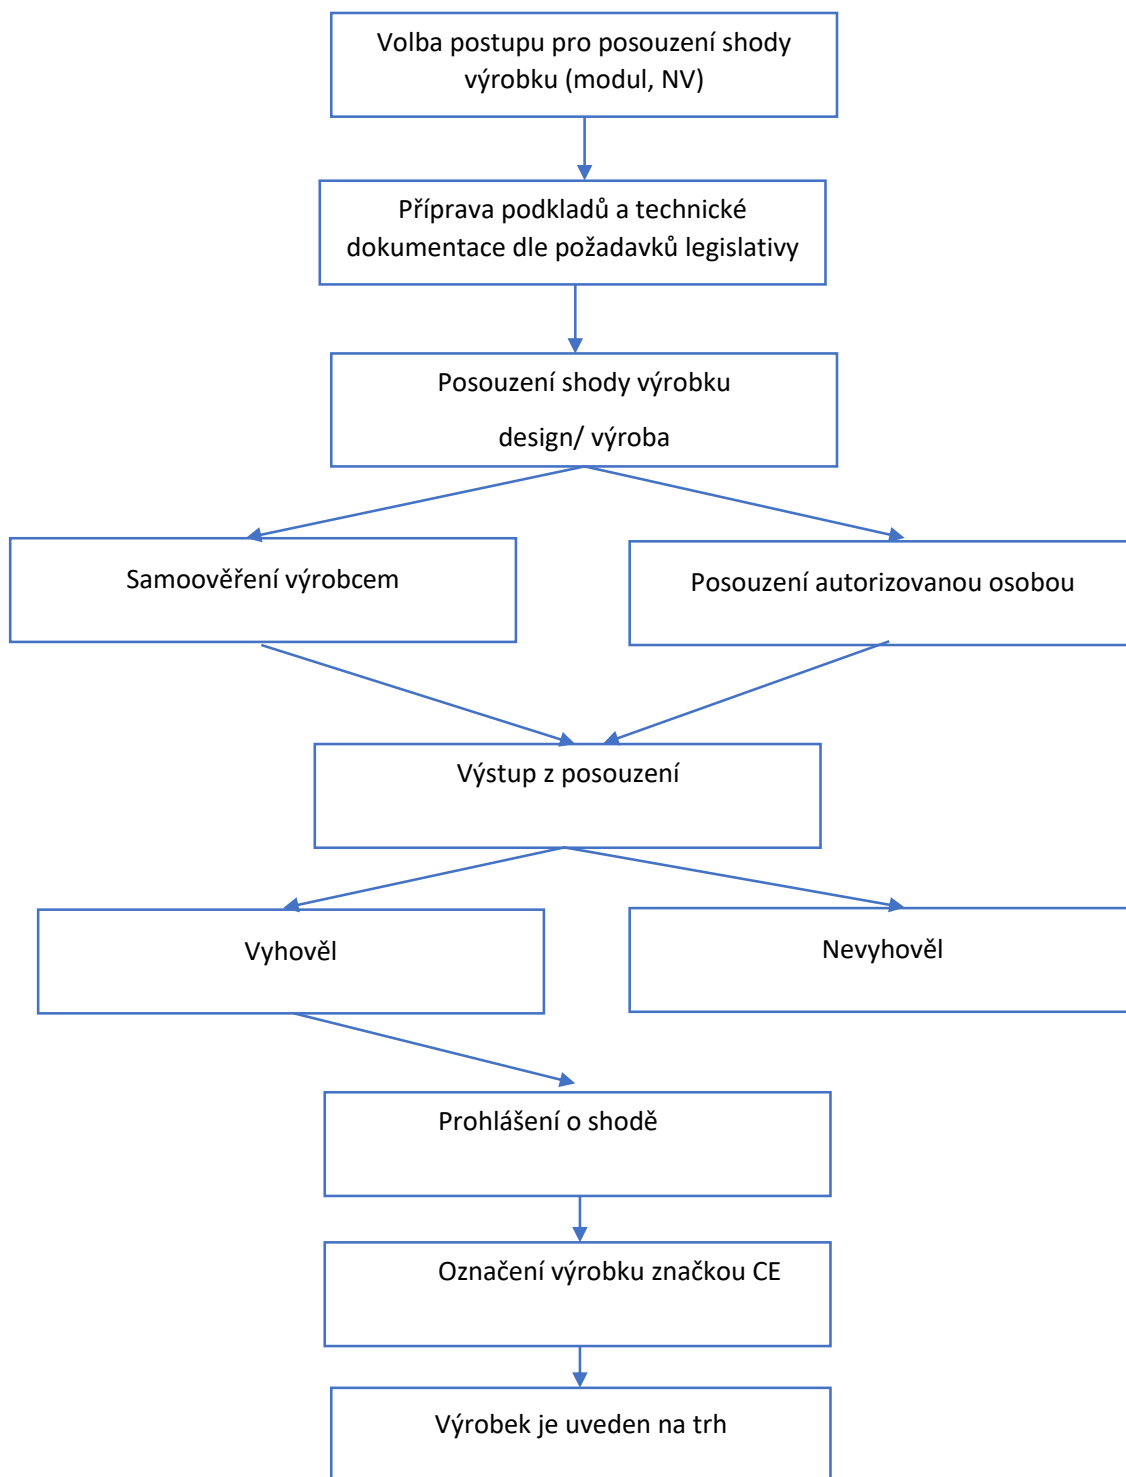 Volba postupu pro posouzení shody
výrobku (modul, NV)
Příprava podkladů a technické
dokumentace dle požadavků legislativy
Posouzení shody výrobku
design/ výroba
Samoověření výrobcem
Posouzení autorizovanou osobou
Výstup z posouzení
Vyhověl
Nevyhověl
Prohlášení o shodě
Označení výrobku značkou CE
Výrobek je uveden na trh